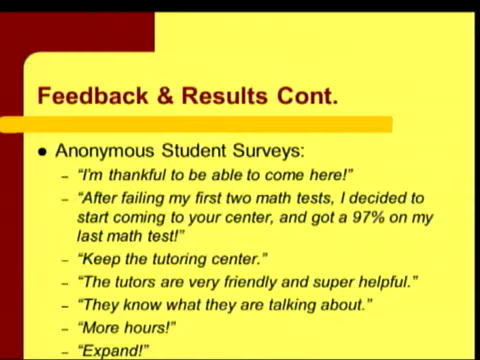 Feedback & Results Cont.
● Anonymous Student Surveys:
– “I’m thankful to be able to come here!”
– “After failing my first two math tests, I decided to
start coming to your center, and got a 97% on my
last math test!”
– “Keep the tutoring center.”
– “The tutors are very friendly and super helpful.”
– “They know what they are talking about.”
– “More hours!”
– “Expand!”